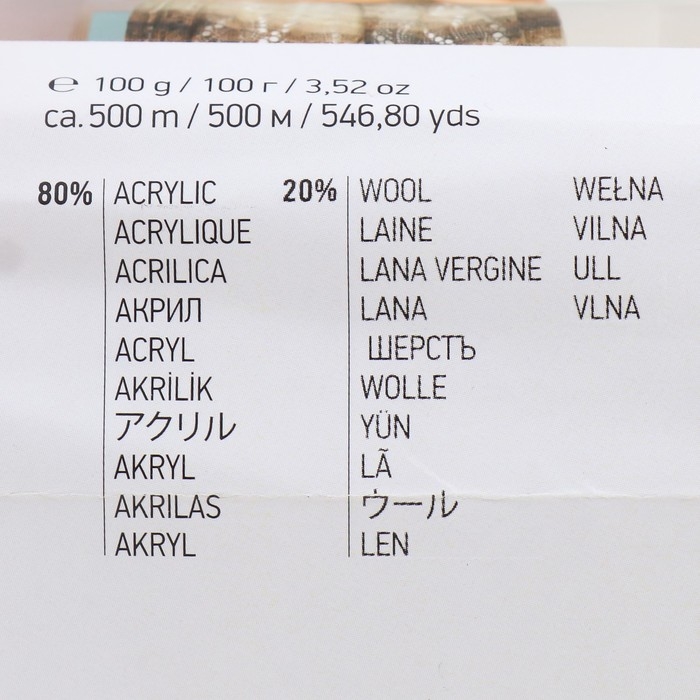 ℮ 100 g / 100 г / 3,52 oz
ca. 500 m / 500 м / 546,80 yds
80% ACRYLIC 20% WOOL WEŁNA
ACRYLIQUE LAINE VILNA
ACRILICA LANA VERGINE ULL
АКРИЛ LANA VLNA
ACRYL ШЕРСТЬ
AKRİLİK WOLLE
アクリル YÜN
AKRYL LÃ
AKRILAS ウール
AKRYL LEN